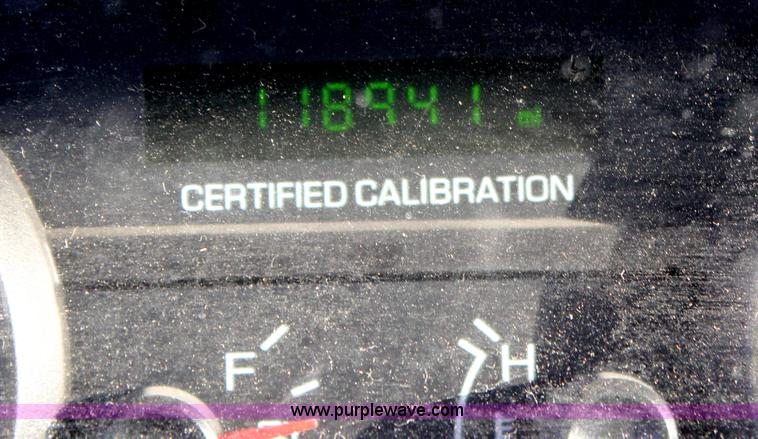 118941 mi
CERTIFIED CALIBRATION
F H
www.purplewave.com